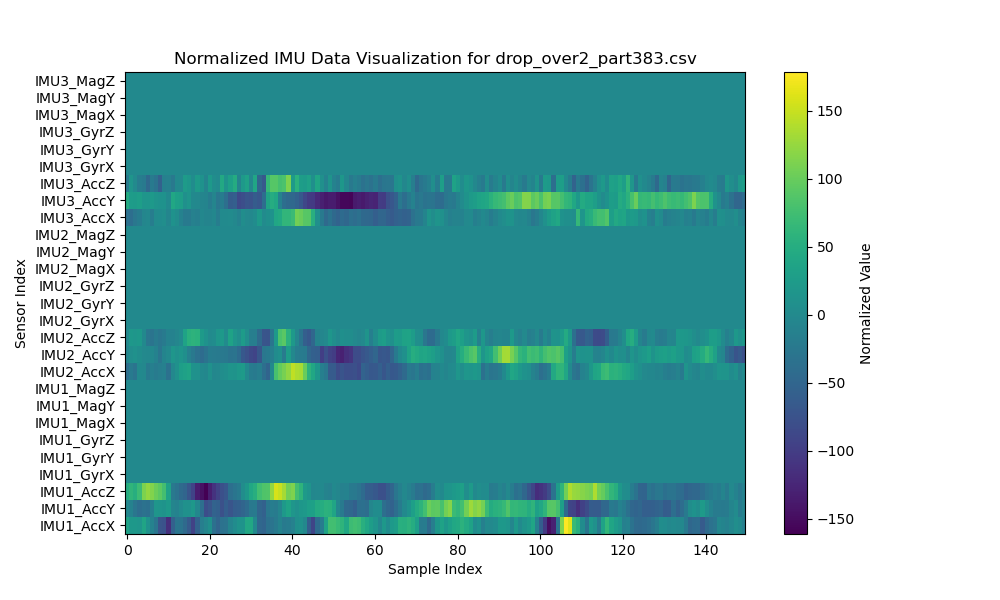 Normalized IMU Data Visualization for drop_over2_part383.csv
IMU3_MagZ
IMU3_MagY
IMU3_MagX
IMU3_GyrZ
IMU3_GyrY
IMU3_GyrX
IMU3_AccZ
IMU3_AccY
IMU3_AccX
IMU2_MagZ
IMU2_MagY
IMU2_MagX
IMU2_GyrZ
IMU2_GyrY
IMU2_GyrX
IMU2_AccZ
IMU2_AccY
IMU2_AccX
IMU1_MagZ
IMU1_MagY
IMU1_MagX
IMU1_GyrZ
IMU1_GyrY
IMU1_GyrX
IMU1_AccZ
IMU1_AccY
IMU1_AccX
Sensor Index
0 20 40 60 80 100 120 140
Sample Index
150
100
50
0
−50
−100
−150
Normalized Value